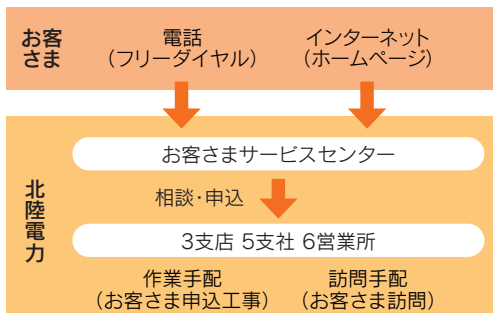 お客さま
電話
(フリーダイヤル)
インターネット
(ホームページ)
北陸電力
お客さまサービスセンター
相談・申込
3支店 5支社 6営業所
作業手配
(お客さま申込工事)
訪問手配
(お客さま訪問)